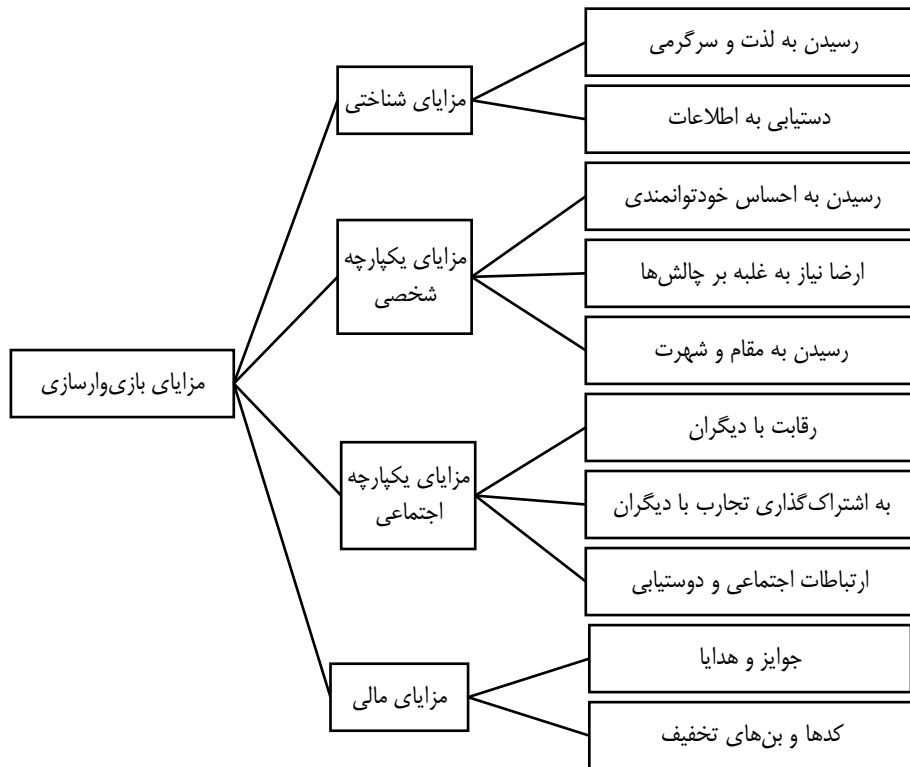 رسیدن به لذت و سرگرمی
مزایای شناختی
دستیابی به اطلاعات
رسیدن به احساس خودتوانمندی
مزایای یکپارچه
شخصی
ارضا نیاز به غلبه بر چالش‌ها
رسیدن به مقام و شهرت
مزایای بازی‌وارسازی
رقابت با دیگران
مزایای یکپارچه
اجتماعی
به اشتراک‌گذاری تجارب با دیگران
ارتباطات اجتماعی و دوستیابی
جوایز و هدایا
مزایای مالی
کدها و بن‌های تخفیف